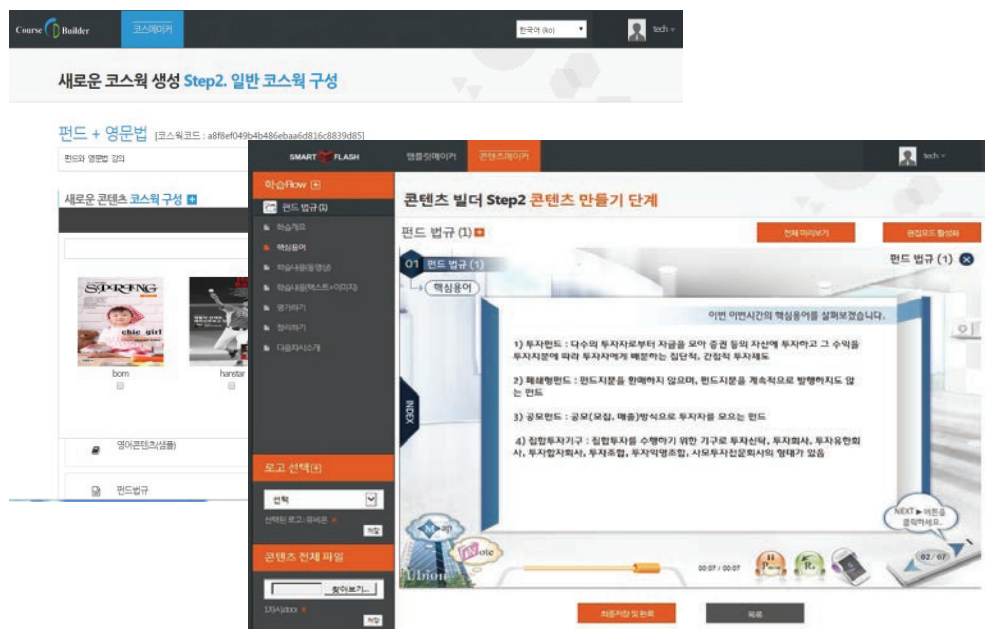 Course Builder
코스메이커
한국어 (ko)
tech
새로운 코스웍 생성 Step2. 일반 코스웍 구성
펀드 + 영문법 [코스웍코드 : a8f8ef049b4b486ebaa6d816c8839d85]
펀드와 영문법 강의
새로운 콘텐츠 코스웍 구성
SPRING
chic girl
born
hanstar
영어콘텐츠(샘플)
펀드법규
SMART FLASH
템플릿메이커
콘텐츠메이커
tech
학습Flow
펀드 법규(1)
학습개요
핵심용어
학습내용(동영상)
학습내용(텍스트+이미지)
평가하기
정리하기
다음차시소개
로고 선택
선택
선택된 로고 : 유비온 x
저장
콘텐츠 전체 파일
찾아보기...
1차시.docx x
저장
콘텐츠 빌더 Step2 콘텐츠 만들기 단계
펀드 법규 (1)
전체 미리보기
편집모드 활성화
01 펀드 법규 (1)
펀드 법규 (1)
핵심용어
이번 이번시간의 핵심용어를 살펴보겠습니다.
1) 투자펀드 : 다수의 투자자로부터 자금을 모아 증권 등의 자산에 투자하고 그 수익을
투자지분에 따라 투자자에게 배분하는 집단적, 간접적 투자제도
2) 폐쇄형펀드 : 펀드지분을 환매하지 않으며, 펀드지분을 계속적으로 발행하지도 않
는 펀드
3) 공모펀드 : 공모(모집, 매출)방식으로 투자자를 모으는 펀드
4) 집합투자기구 : 집합투자를 수행하기 위한 기구로 투자신탁, 투자회사, 투자유한회
사, 투자합자회사, 투자조합, 투자익명조합, 사모투자전문회사의 형태가 있음
INDEX
NEXT ▶ 버튼을
클릭하세요.
Map
Note
Ubion
00:07 / 00:07
Pause
Re
02 / 07
최종저장 및 완료
목록